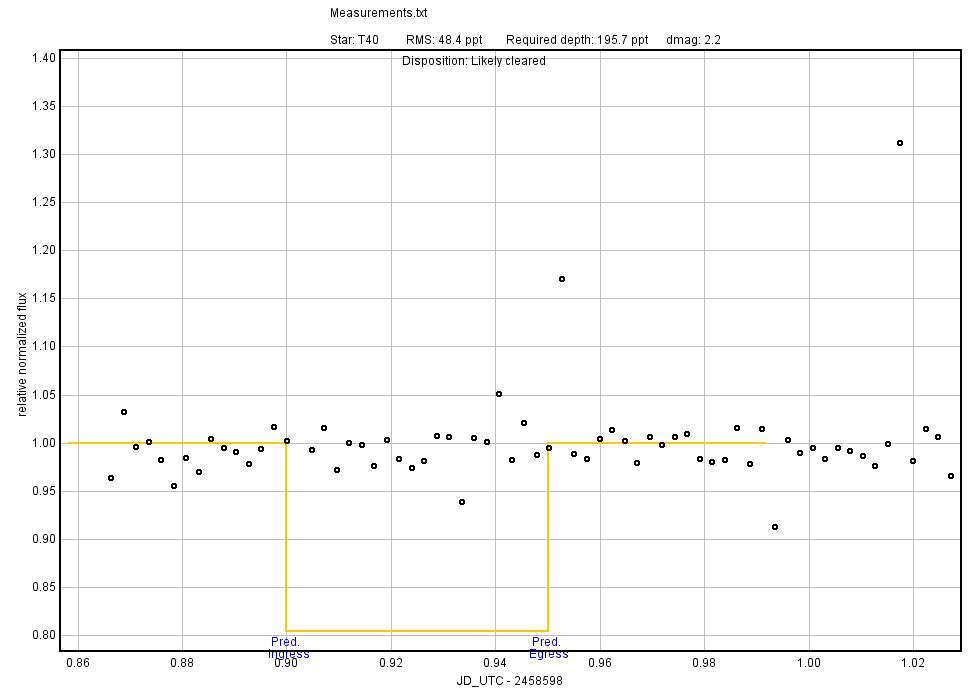 Measurements.txt
Star: T40 RMS: 48.4 ppt Required depth: 195.7 ppt dmag: 2.2
Disposition: Likely cleared
1.40
1.35
1.30
1.25
1.20
1.15
1.10
1.05
1.00
0.95
0.90
0.85
0.80
relative normalized flux
Pred.
Ingress
Pred.
Egress
0.86 0.88 0.90 0.92 0.94 0.96 0.98 1.00 1.02
JD_UTC - 2458598